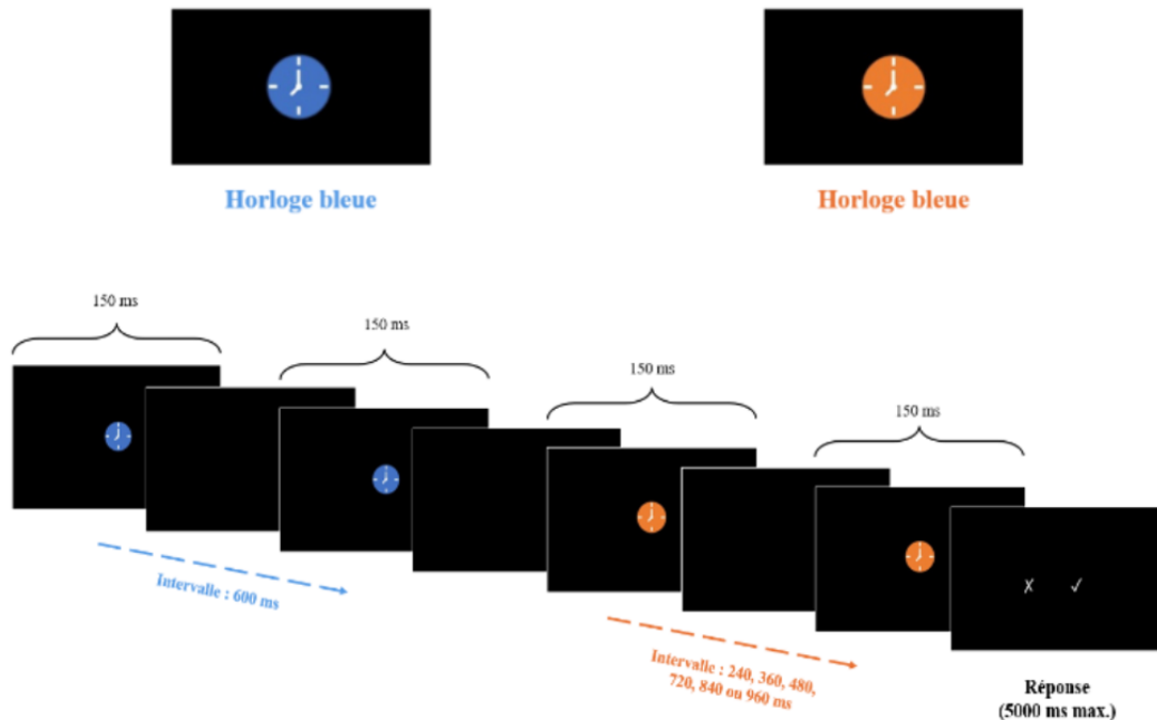 Horloge bleue
Horloge bleue
150 ms
150 ms
150 ms
150 ms
Intervalle : 600 ms
Intervalle : 240, 360, 480,
720, 840 ou 960 ms
✗ ✓
Réponse
(5000 ms max.)